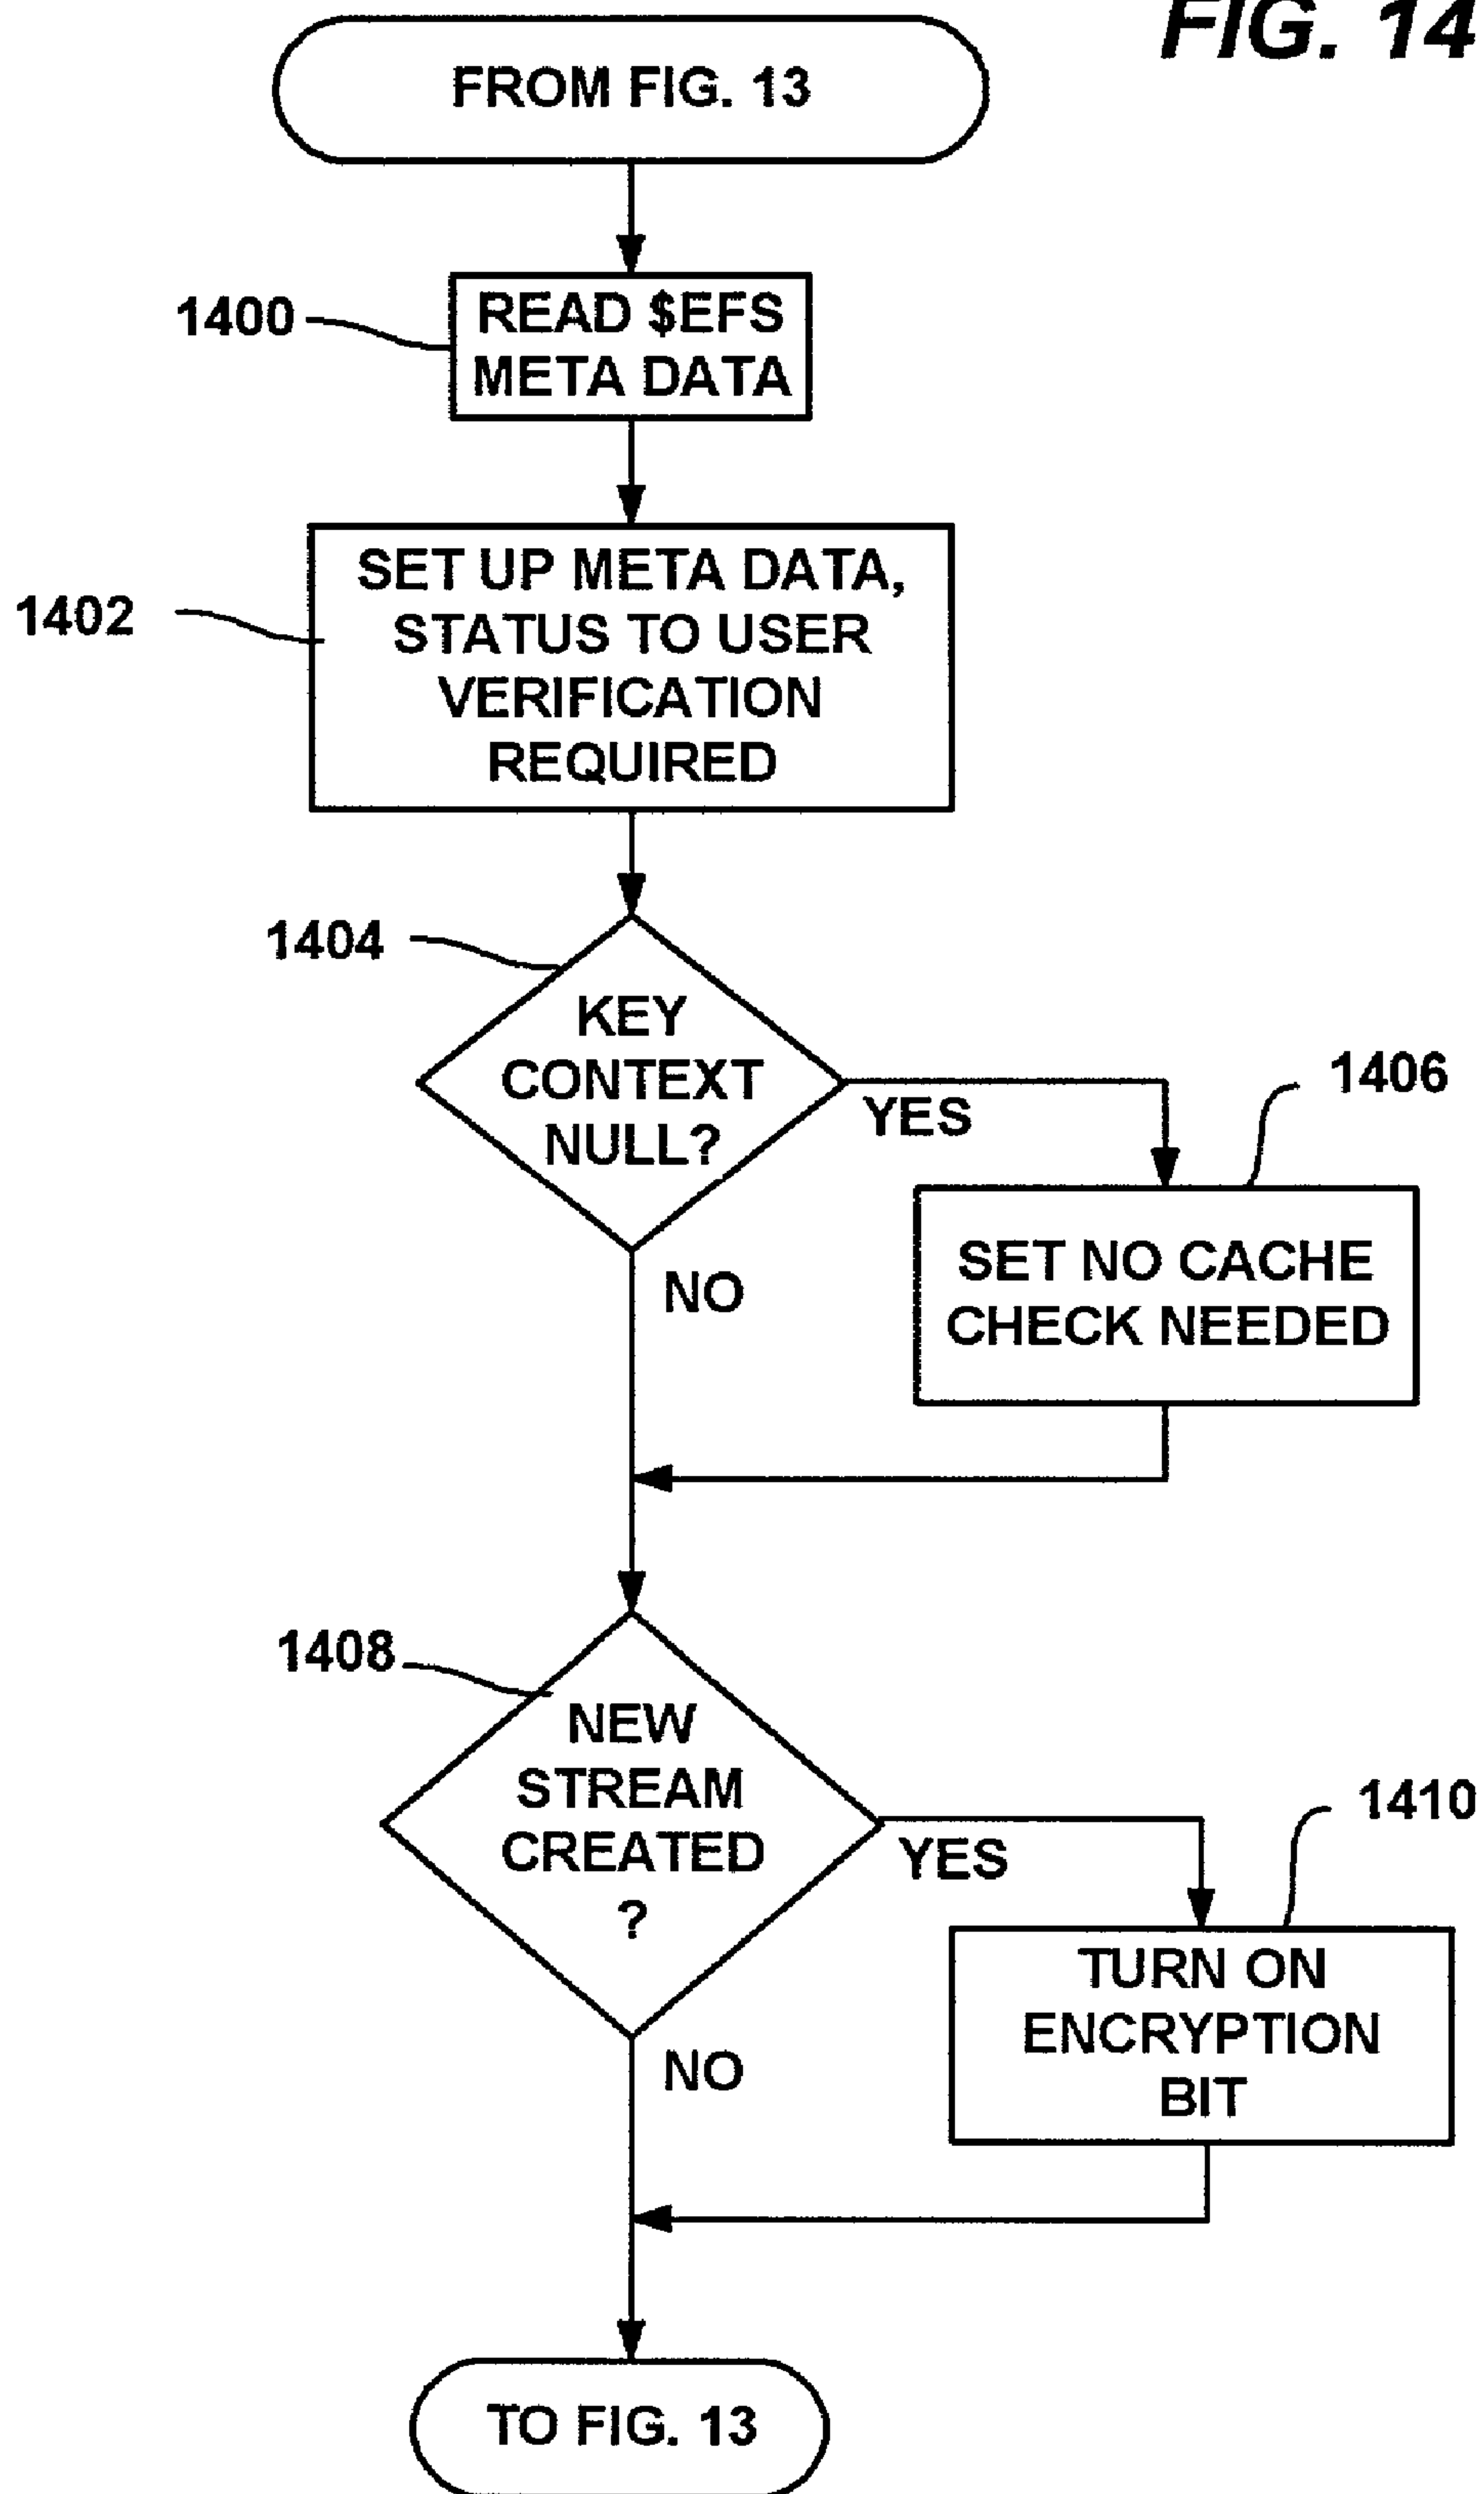 FIG. 14
FROM FIG. 13
1400
READ $EFS
META DATA
1402
SET UP META DATA,
STATUS TO USER
VERIFICATION
REQUIRED
1404
KEY
CONTEXT
NULL?
YES
1406
NO
SET NO CACHE
CHECK NEEDED
1408
NEW
STREAM
CREATED
?
YES
1410
NO
TURN ON
ENCRYPTION
BIT
TO FIG. 13